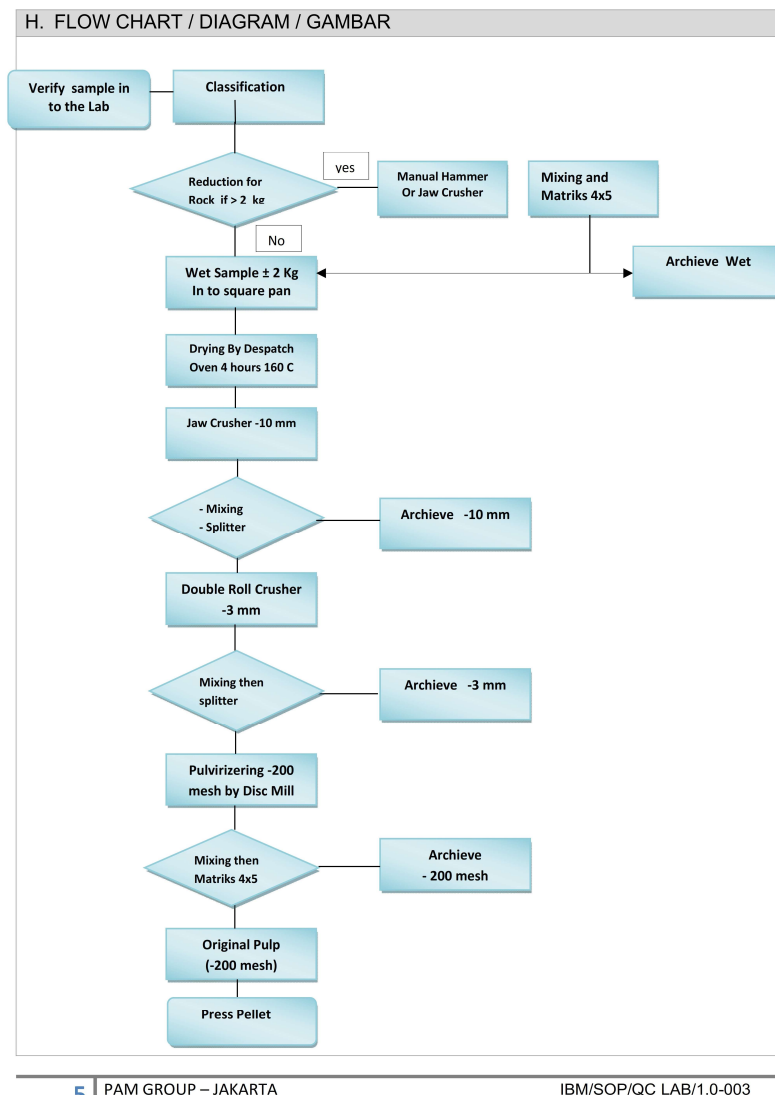 H. FLOW CHART / DIAGRAM / GAMBAR
Verify sample in
to the Lab
Classification
Reduction for
Rock if > 2 kg
yes
Manual Hammer
Or Jaw Crusher
Mixing and
Matriks 4x5
No
Wet Sample ± 2 Kg
In to square pan
Archieve Wet
Drying By Despatch
Oven 4 hours 160 C
Jaw Crusher -10 mm
- Mixing
- Splitter
Archieve -10 mm
Double Roll Crusher
-3 mm
Mixing then
splitter
Archieve -3 mm
Pulvirizering -200
mesh by Disc Mill
Mixing then
Matriks 4x5
Archieve
- 200 mesh
Original Pulp
(-200 mesh)
Press Pellet
5 PAM GROUP – JAKARTA
IBM/SOP/QC LAB/1.0-003